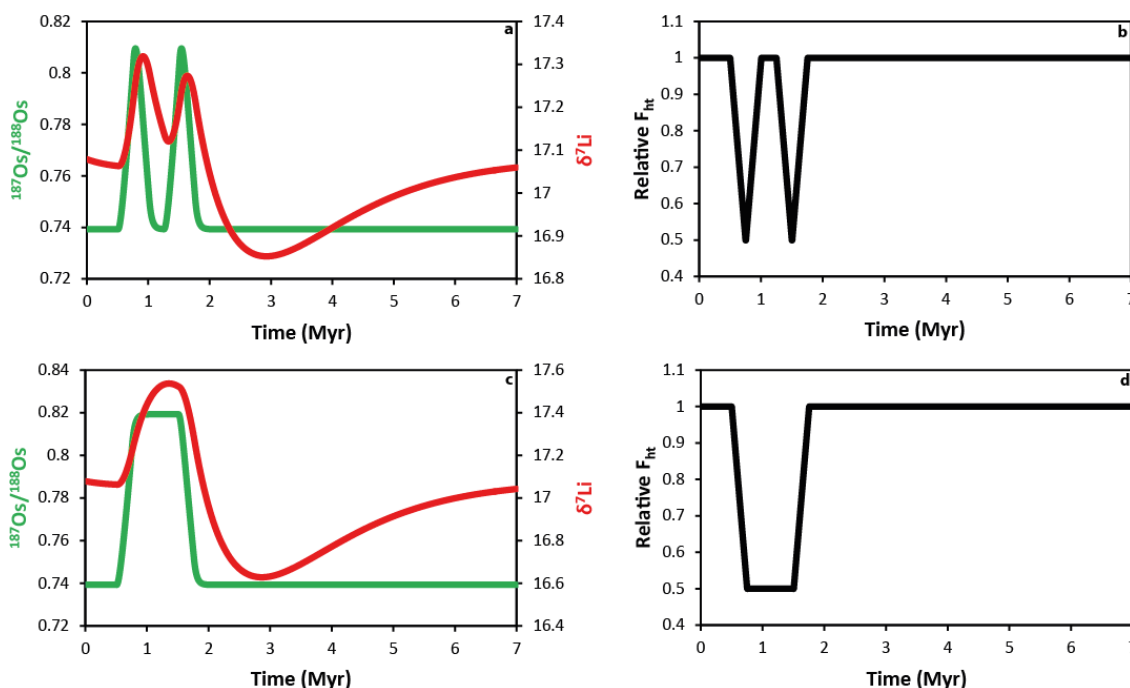 a
0.82
0.8
0.78
0.76
0.74
0.72
¹⁸⁷Os/¹⁸⁸Os
17.4
17.3
17.2
17.1
17
16.9
16.8
δ⁷Li
0 1 2 3 4 5 6 7
Time (Myr)
b
1.1
1
0.9
0.8
0.7
0.6
0.5
0.4
Relative Fht
0 1 2 3 4 5 6 7
Time (Myr)
c
0.84
0.82
0.8
0.78
0.76
0.74
0.72
¹⁸⁷Os/¹⁸⁸Os
17.6
17.4
17.2
17
16.8
16.6
16.4
δ⁷Li
0 1 2 3 4 5 6 7
Time (Myr)
d
1.1
1
0.9
0.8
0.7
0.6
0.5
0.4
Relative Fht
0 1 2 3 4 5 6
Time (Myr)